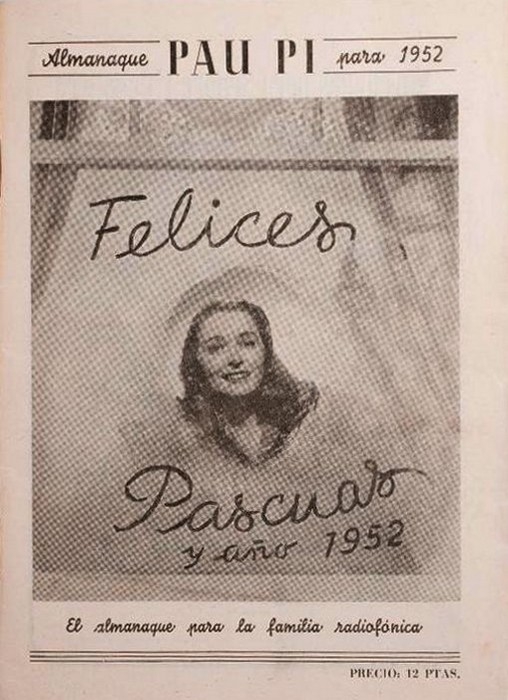 Almanaque PAU PI para 1952
Felices
Pascuas
y año 1952
El almanaque para la familia radiofónica
PRECIO: 12 PTAS.